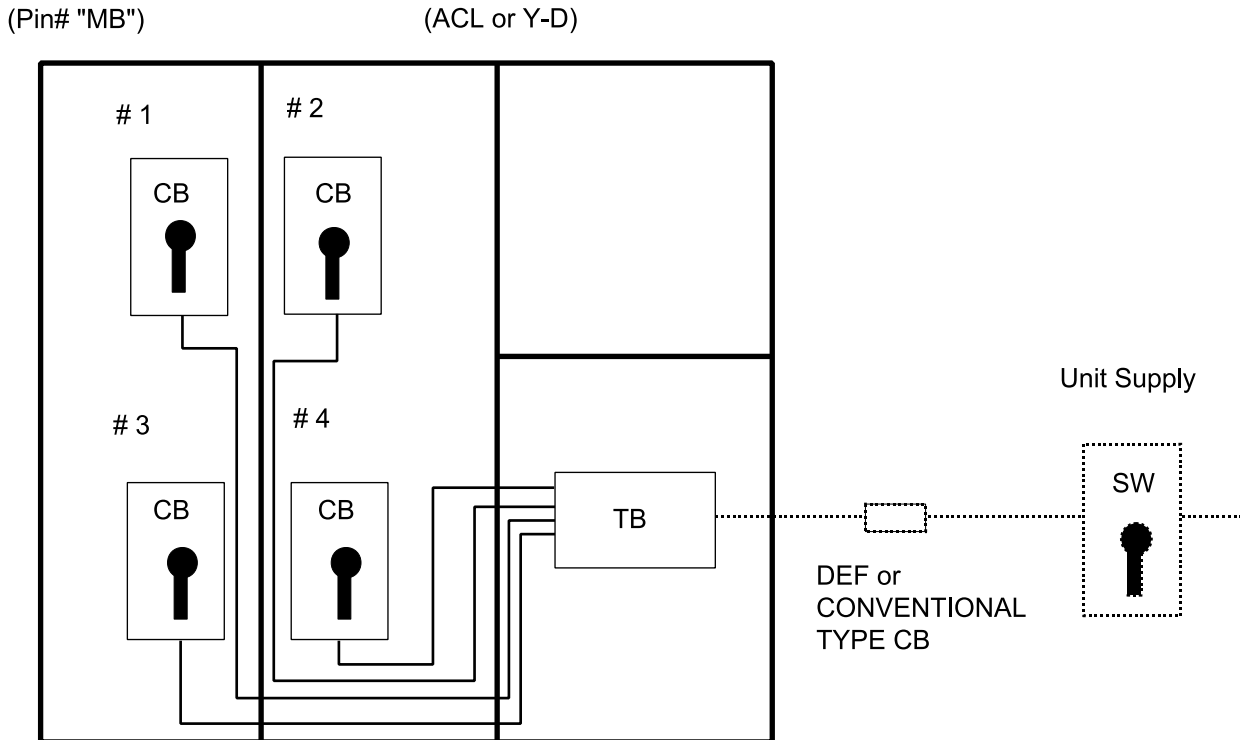 (Pin# "MB")
(ACL or Y-D)
# 1
# 2
CB
CB
Unit Supply
# 3
# 4
CB
CB
TB
SW
DEF or
CONVENTIONAL
TYPE CB